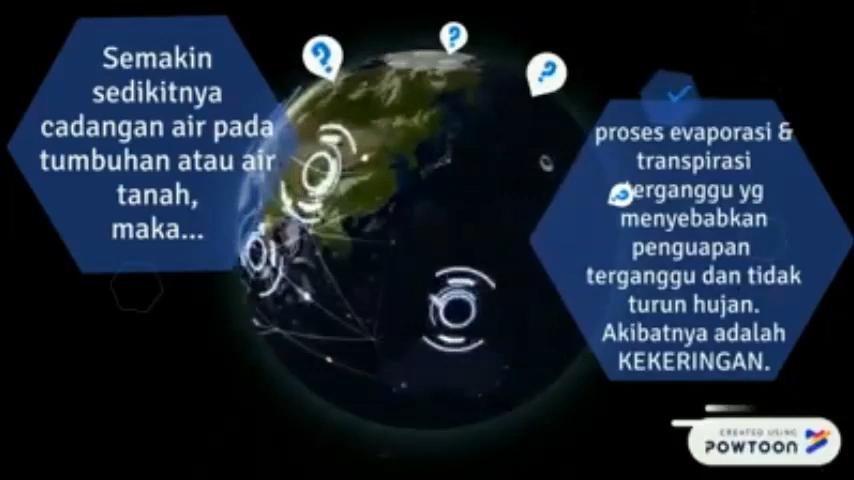 Semakin
sedikitnya
cadangan air pada
tumbuhan atau air
tanah,
maka...
proses evaporasi &
transpirasi
terganggu yg
menyebabkan
penguapan
terganggu dan tidak
turun hujan.
Akibatnya adalah
KEKERINGAN.
CREATED USING
POWTOON